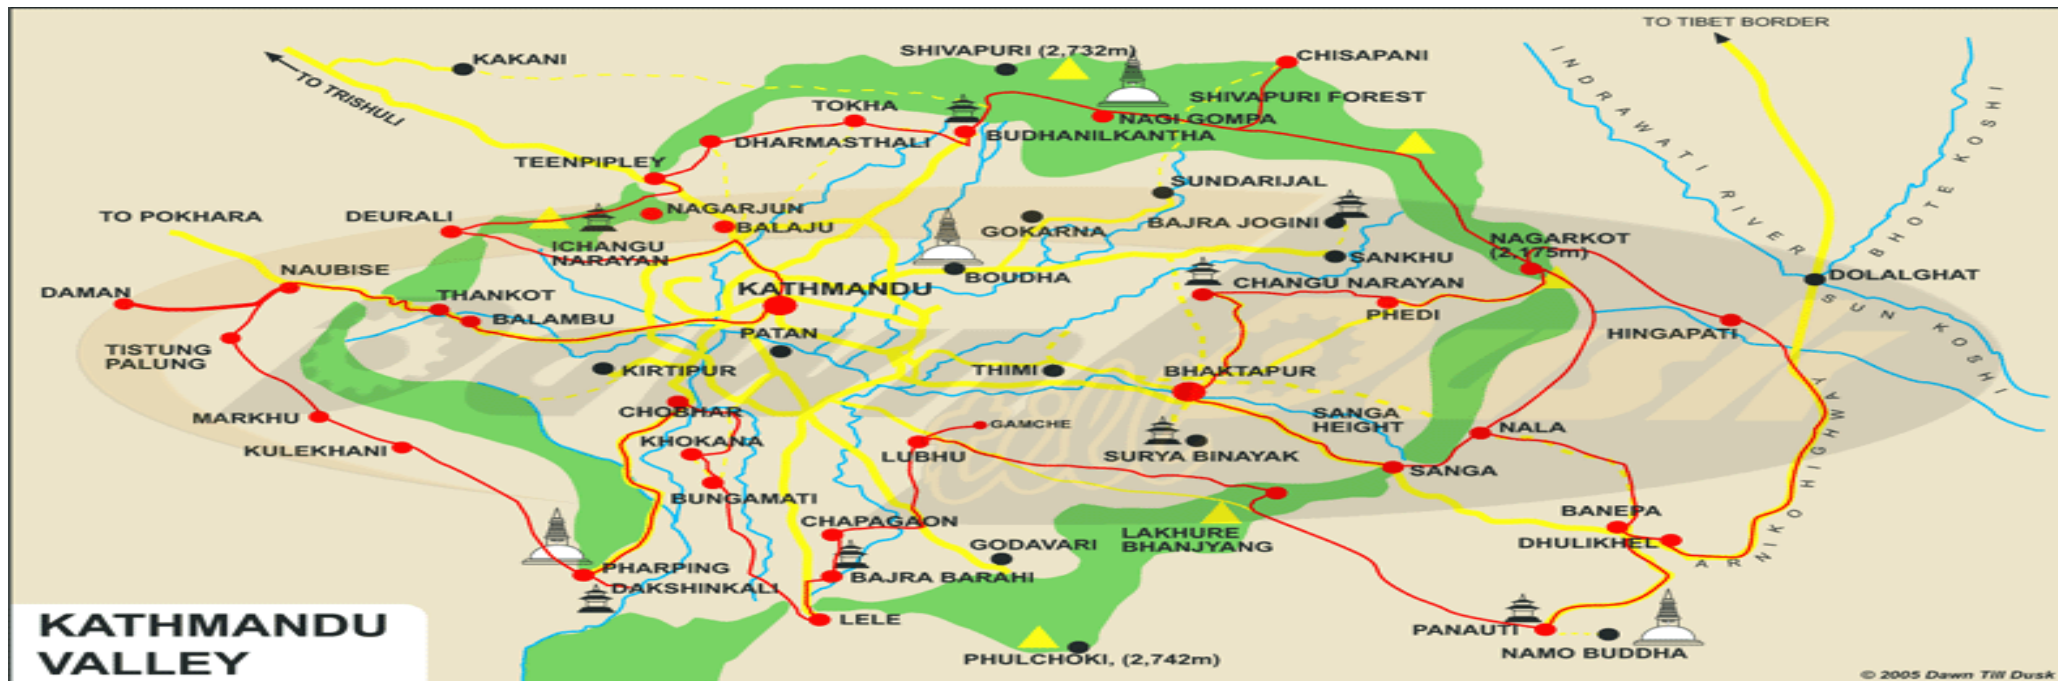 TO TIBET BORDER
KAKANI
SHIVAPURI (2,732m)
CHISAPANI
TO TRISHULI
TOKHA
SHIVAPURI FOREST
NAGI GOMPA
DHARMASTHALI
BUDHANILKANTHA
INDRAWATI RIVER
BHOTE KOSHI
TEENPIPLEY
SUNDARIJAL
TO POKHARA
DEURALI
NAGARJUN
BALAJU
GOKARNA
BAJRA JOGINI
ICHANGU
NARAYAN
NAGARKOT
(2,175m)
SANKHU
NAUBISE
BOUDHA
DOLALGHAT
DAMAN
THANKOT
KATHMANDU
CHANGU NARAYAN
SUN KOSHI
BALAMBU
PHEDI
PATAN
HINGAPATI
TISTUNG
PALUNG
KIRTIPUR
THIMI
BHAKTAPUR
MARKHU
CHOBHAR
GAMCHE
SANGA
HEIGHT
NALA
KULEKHANI
KHOKANA
LUBHU
SURYA BINAYAK
SANGA
ARNIKO HIGHWAY
BUNGAMATI
CHAPAGAON
BANEPA
GODAVARI
LAKHURE
BHANJYANG
DHULIKHEL
PHARPING
DAKSHINKALI
BAJRA BARAHI
LELE
PANAUTI
NAMO BUDDHA
PHULCHOKI, (2,742m)
KATHMANDU
VALLEY
© 2005 Dawn Till Dusk